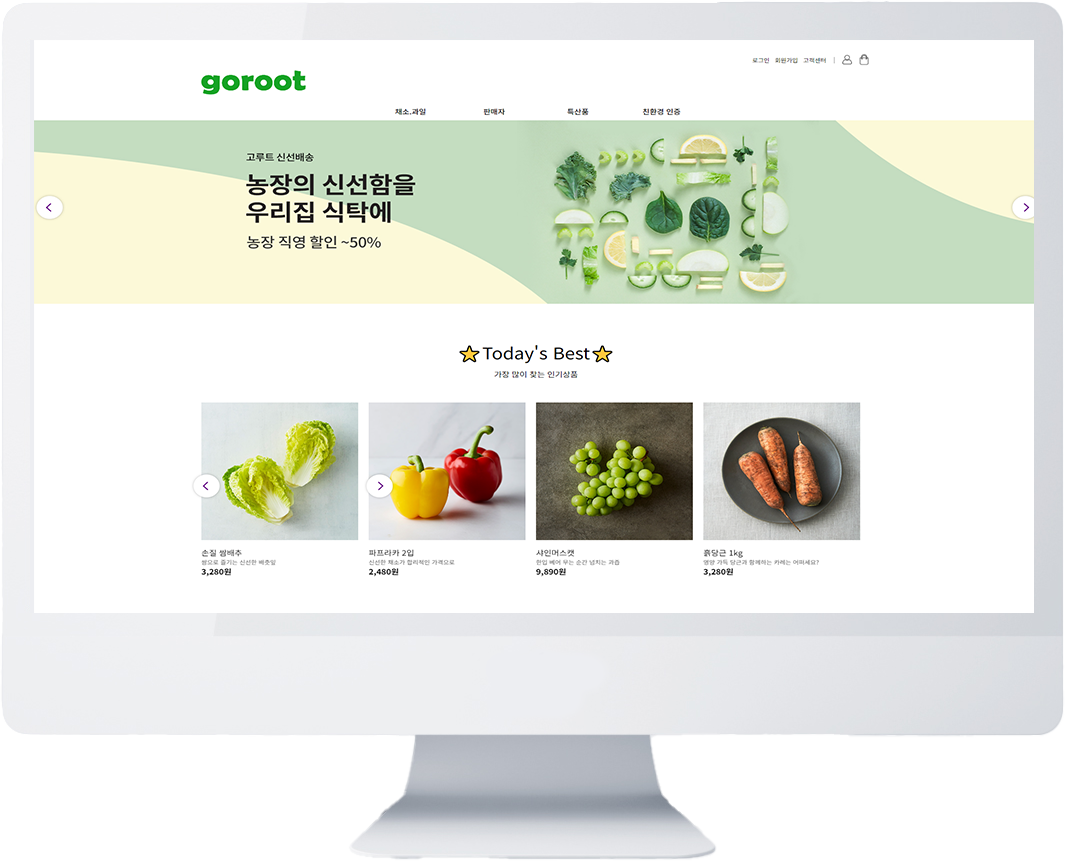 로그인 회원가입 고객센터 |
goroot
채소.과일 판매자 특산품 친환경 인증
고루트 신선배송
농장의 신선함을
우리집 식탁에
농장 직영 할인 ~50%
⭐Today's Best⭐
가장 많이 찾는 인기상품
손질 쌈배추
쌈으로 즐기는 신선한 배춧잎
3,280원
파프리카 2입
신선한 채소가 합리적인 가격으로
2,480원
샤인머스캣
한입 베어 무는 순간 넘치는 과즙
9,890원
흙당근 1kg
영양 가득 당근과 함께하는 카레는 어떠세요?
3,280원